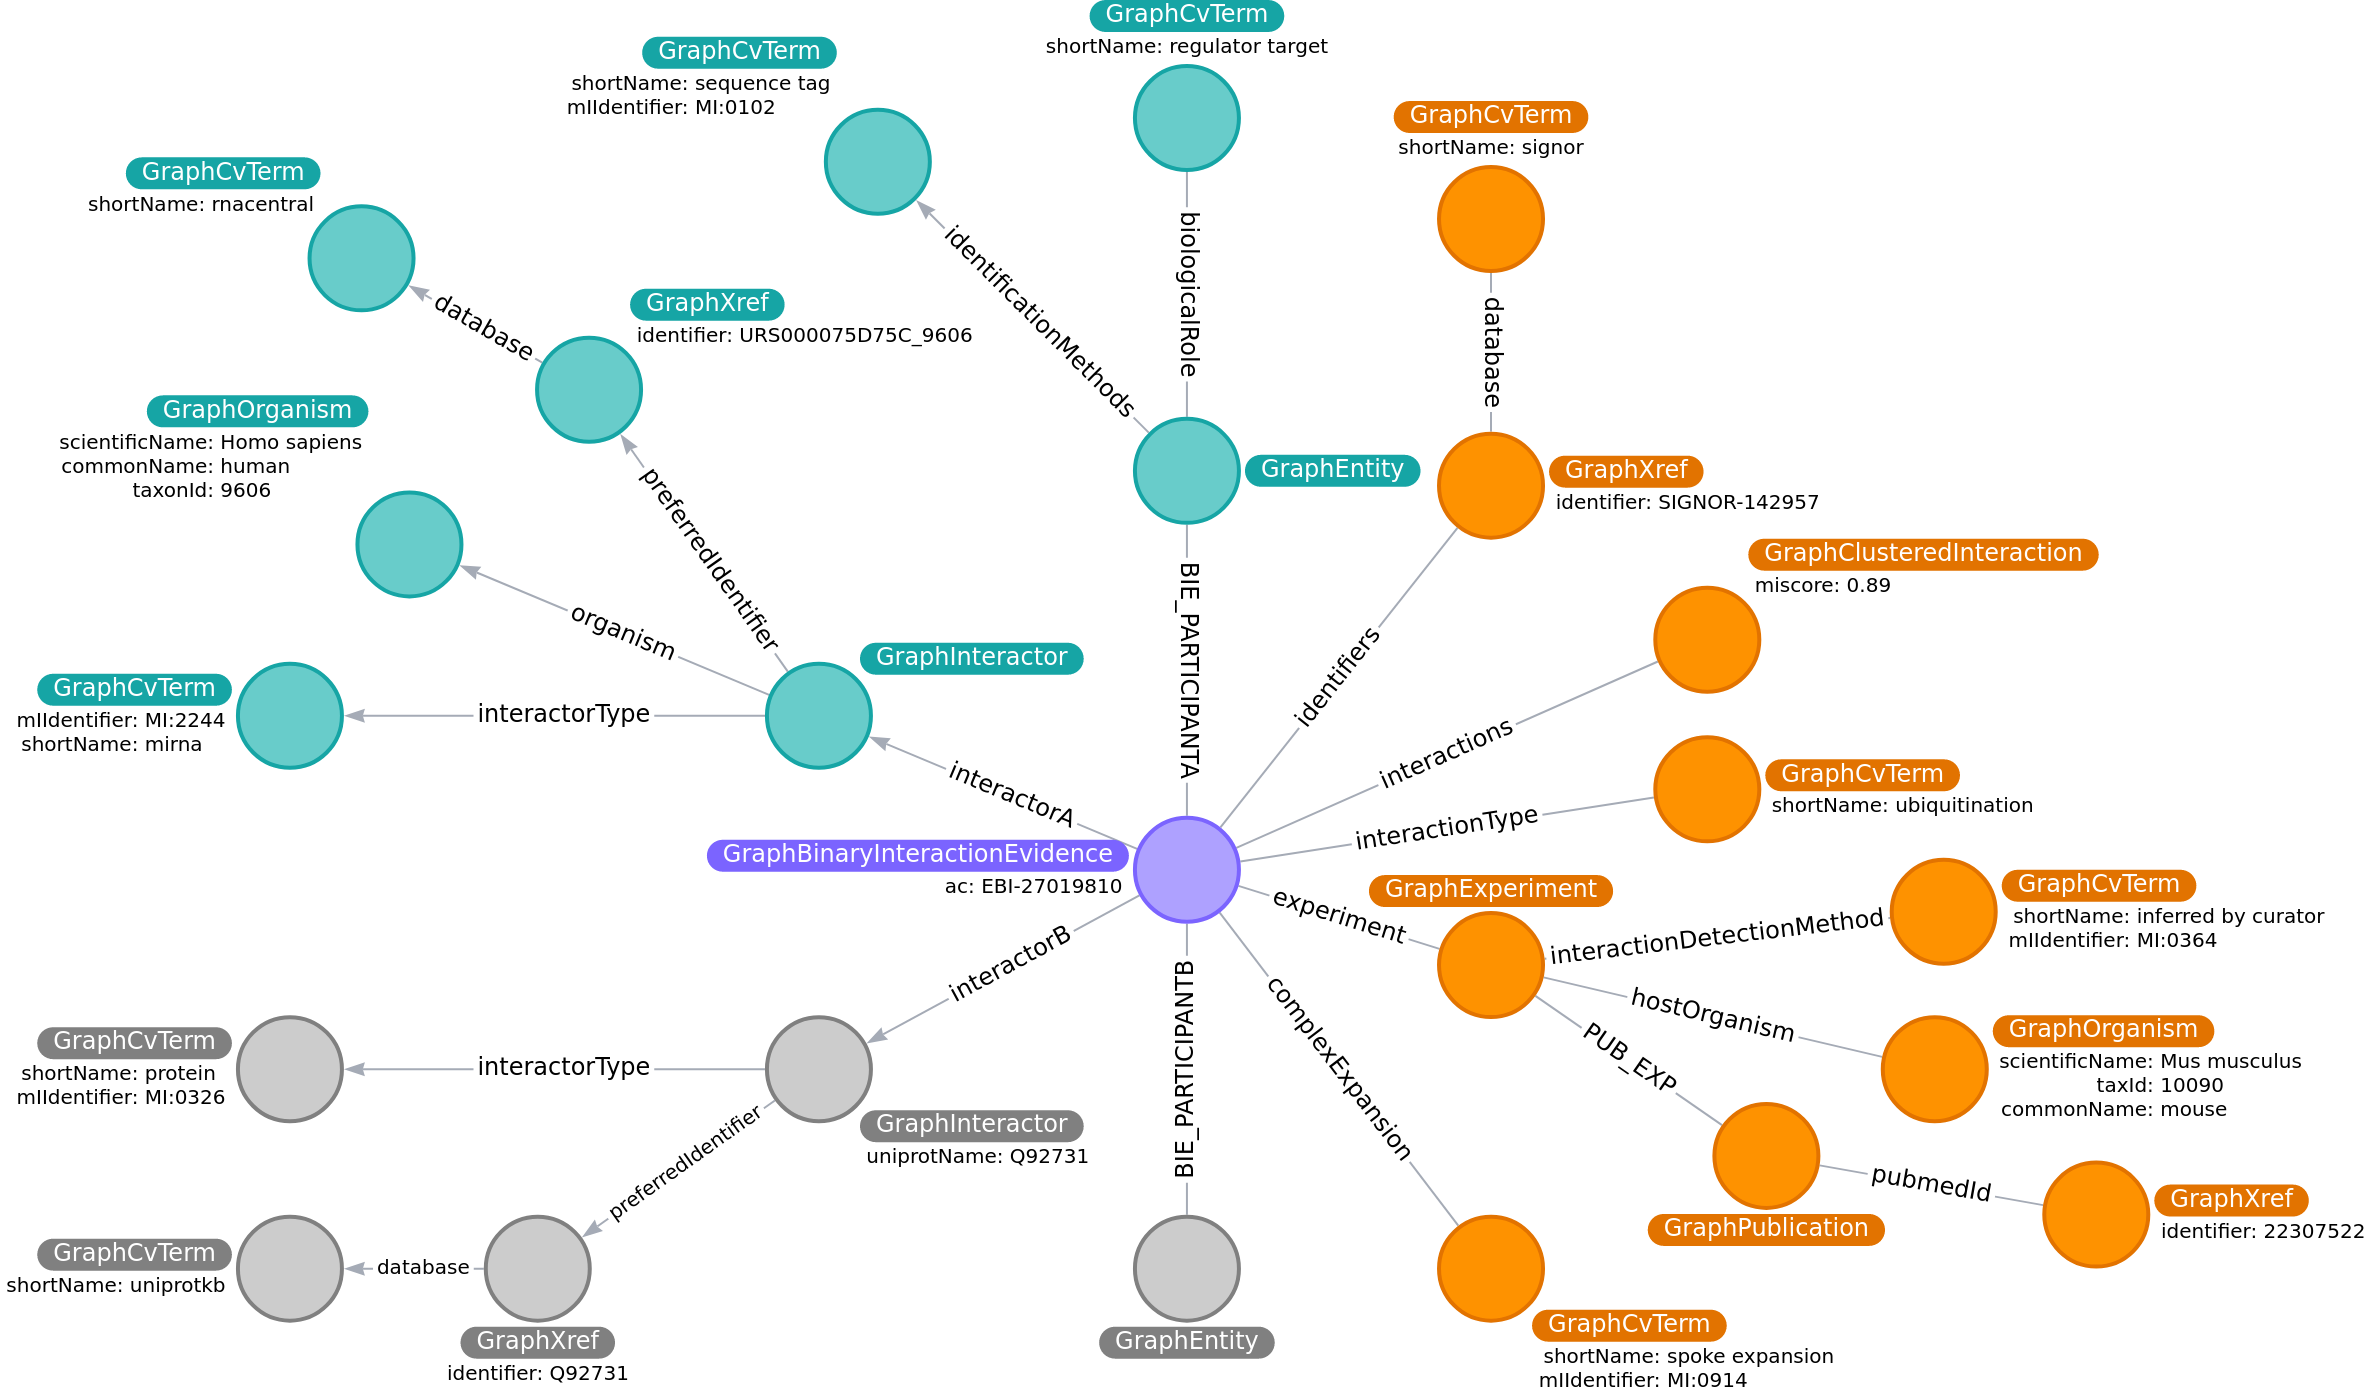 GraphCvTerm
shortName: regulator target
GraphCvTerm
shortName: sequence tag
mIIdentifier: MI:0102
GraphCvTerm
shortName: signor
GraphCvTerm
shortName: rnacentral
identificationMethods
biologicalRole
database
database
GraphXref
identifier: URS000075D75C_9606
GraphOrganism
scientificName: Homo sapiens
commonName: human
taxonId: 9606
GraphEntity
GraphXref
identifier: SIGNOR-142957
preferredIdentifier
organism
BIE_PARTICIPANTA
identifiers
GraphClusteredInteraction
miscore: 0.89
GraphInteractor
GraphCvTerm
mIIdentifier: MI:2244
shortName: mirna
interactorType
interactorA
interactions
GraphCvTerm
shortName: ubiquitination
interactionType
GraphBinaryInteractionEvidence
ac: EBI-27019810
experiment
GraphExperiment
interactionDetectionMethod
GraphCvTerm
shortName: inferred by curator
mIIdentifier: MI:0364
interactorB
BIE_PARTICIPANTB
complexExpansion
hostOrganism
GraphOrganism
scientificName: Mus musculus
taxId: 10090
commonName: mouse
PUB_EXP
GraphCvTerm
shortName: protein
mIIdentifier: MI:0326
interactorType
GraphInteractor
uniprotName: Q92731
preferredIdentifier
pubmedId
GraphPublication
GraphXref
identifier: 22307522
GraphCvTerm
shortName: uniprotkb
database
GraphXref
identifier: Q92731
GraphEntity
GraphCvTerm
shortName: spoke expansion
mIIdentifier: MI:0914